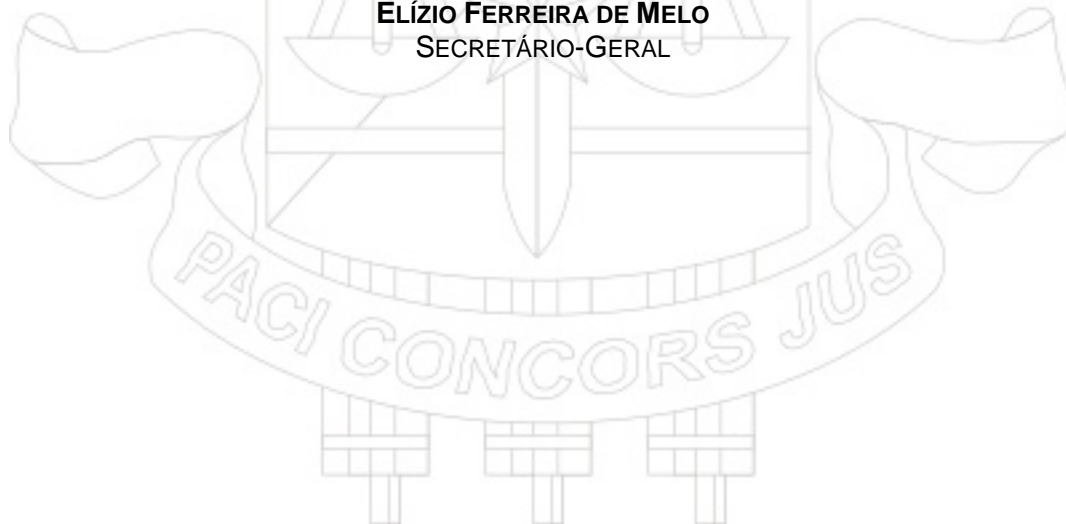 ELÍZIO FERREIRA DE MELO
SECRETÁRIO-GERAL
PACI CONCORS JUS